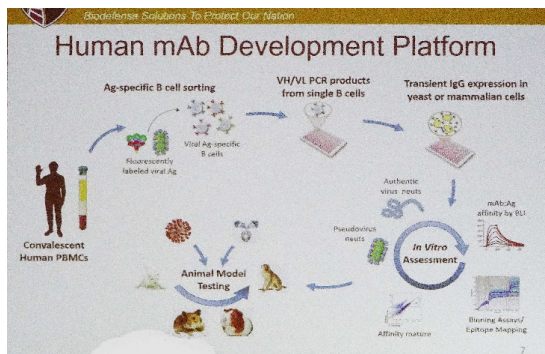 Biodefense Solutions To Protect Our Nation
Human mAb Development Platform
Ag-specific B cell sorting
VH/VL PCR products
from single B cells
Transient IgG expression in
yeast or mammalian cells
Fluorescently
labeled viral Ag
Viral Ag-specific
B cells
Convalescent
Human PBMCs
Authentic
virus neuts
Pseudovirus
neuts
In Vitro
Assessment
mAb:Ag
affinity by BLI
Animal Model
Testing
Affinity mature
Binning Assays/
Epitope Mapping
7